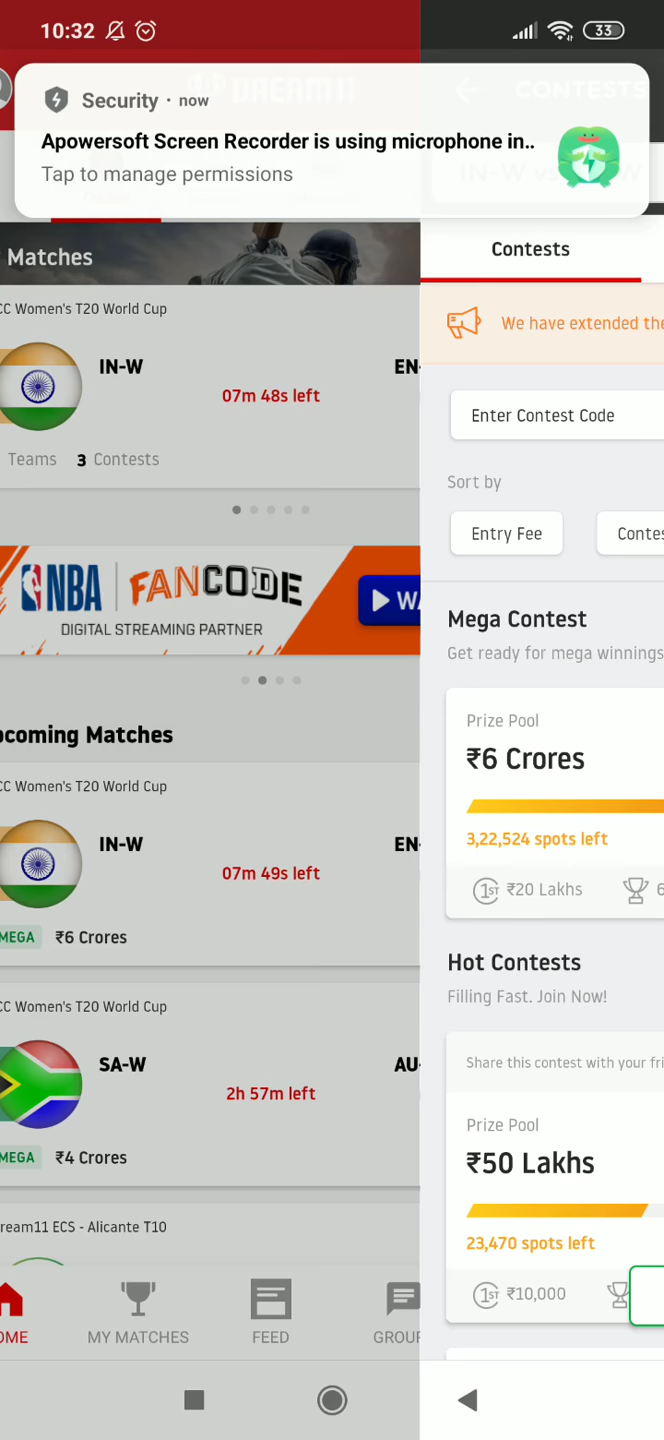 10:32
33
Security • now
Apowersoft Screen Recorder is using microphone in..
Tap to manage permissions
DREAM11
CONTESTS
Matches
CC Women's T20 World Cup
IN-W
07m 48s left
EN-
Teams 3 Contests
NBA FANCODE
DIGITAL STREAMING PARTNER
WA
coming Matches
CC Women's T20 World Cup
IN-W
07m 49s left
EN-
MEGA ₹6 Crores
CC Women's T20 World Cup
SA-W
2h 57m left
AU-
MEGA ₹4 Crores
ream11 ECS - Alicante T10
OME
MY MATCHES
FEED
GROUP
Contests
We have extended the
Enter Contest Code
Sort by
Entry Fee
Contes
Mega Contest
Get ready for mega winnings
Prize Pool
₹6 Crores
3,22,524 spots left
1ST ₹20 Lakhs 6
Hot Contests
Filling Fast. Join Now!
Share this contest with your fri
Prize Pool
₹50 Lakhs
23,470 spots left
1ST ₹10,000